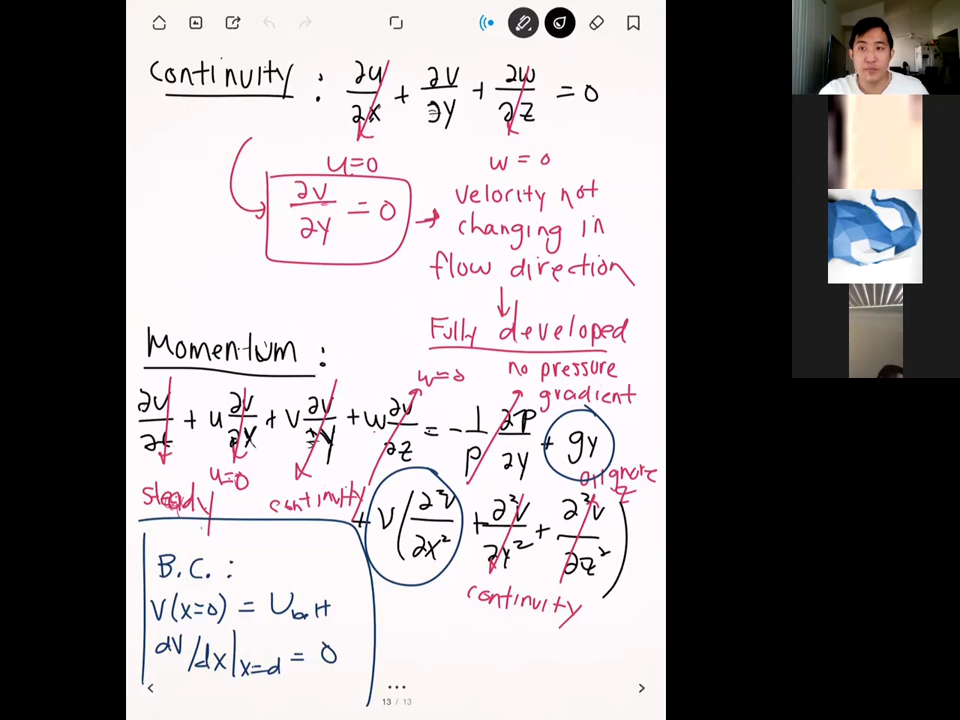 Continuity : ∂u/∂x + ∂v/∂y + ∂w/∂z = 0
u=0
w = 0
∂v/∂y = 0 →
velocity not
changing in
flow direction
Fully developed
Momentum :
w=0
no pressure
gradient
∂v/∂t + u ∂v/∂x + v ∂v/∂y + w ∂v/∂z = - 1/ρ ∂P/∂y + gy
steady
u=0
continuity
ignore
z
+ ν ( ∂²v/∂x² + ∂²v/∂y² + ∂²v/∂z² )
continuity
B.C. :
v(x=0) = Ubelt
dv/dx|x=d = 0
13 / 13